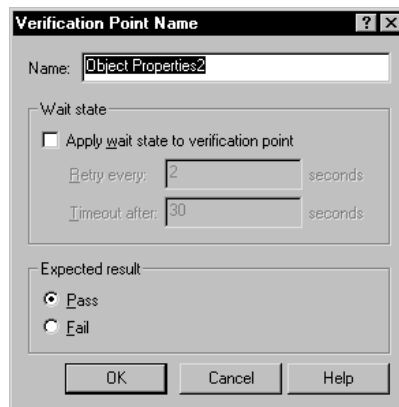 Verification Point Name
Name: Object Properties2
Wait state
Apply wait state to verification point
Retry every: 2 seconds
Timeout after: 30 seconds
Expected result
Pass
Fail
OK Cancel Help